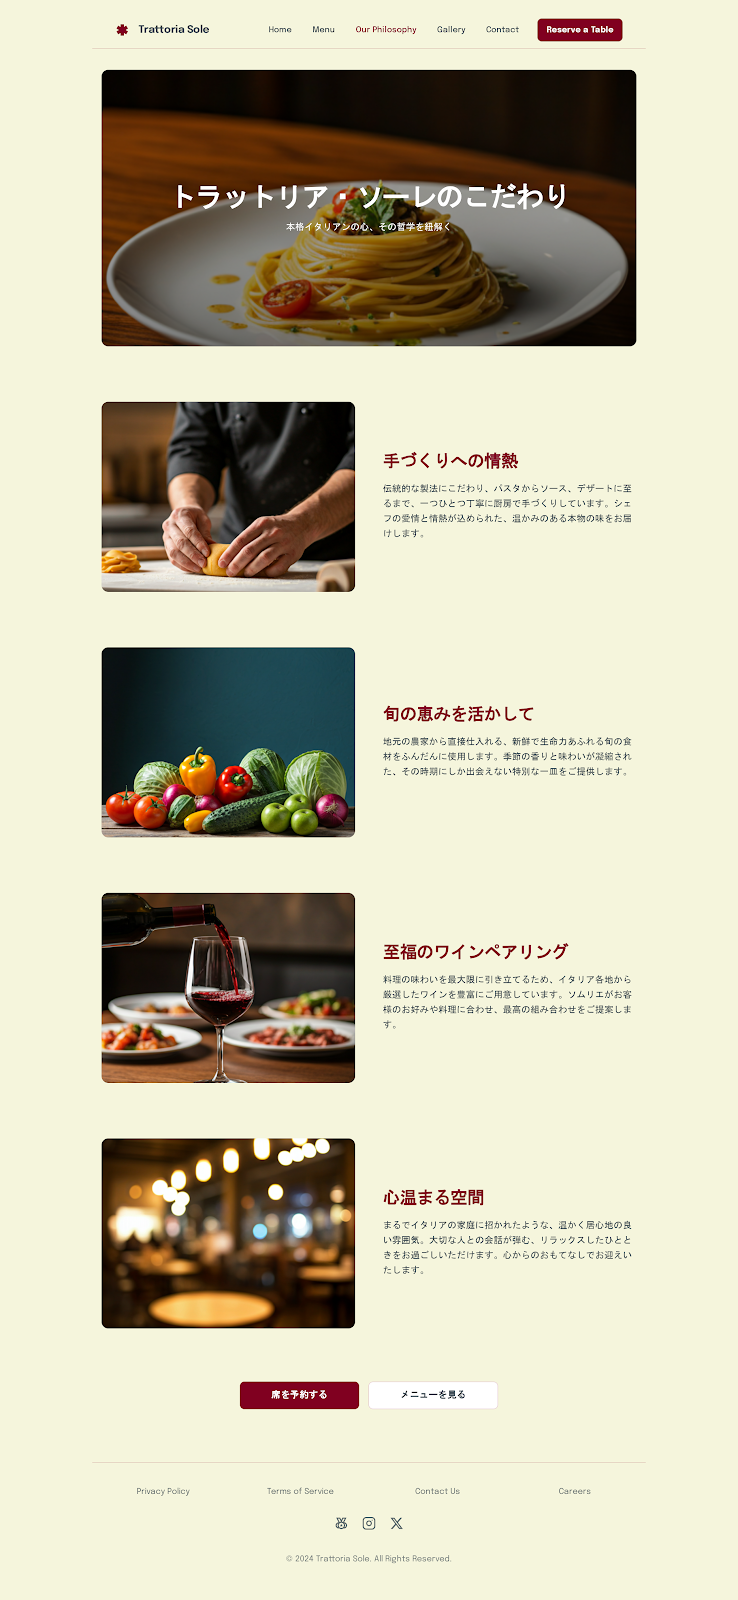 Trattoria Sole
Home Menu Our Philosophy Gallery Contact Reserve a Table
トラットリア・ソーレのこだわり
本格イタリアンの心、その哲学を紐解く
手づくりへの情熱
伝統的な製法にこだわり、パスタからソース、デザートに至
るまで、一つひとつ丁寧に厨房で手づくりしています。シェ
フの愛情と情熱が込められた、温かみのある本物の味をお届
けします。
旬の恵みを活かして
地元の農家から直接仕入れる、新鮮で生命力あふれる旬の食
材をふんだんに使用します。季節の香りと味わいが凝縮され
た、その時期にしか出会えない特別な一皿をご提供します。
至福のワインペアリング
料理の味わいを最大限に引き立てるため、イタリア各地から
厳選したワインを豊富にご用意しています。ソムリエがお客
様のお好みや料理に合わせ、最高の組み合わせをご提案しま
す。
心温まる空間
まるでイタリアの家庭に招かれたような、温かく居心地の良
い雰囲気。大切な人との会話が弾む、リラックスしたひとと
きをお過ごしいただけます。心からのおもてなしでお迎えい
たします。
席を予約する メニューを見る
Privacy Policy Terms of Service Contact Us Careers
© 2024 Trattoria Sole. All Rights Reserved.